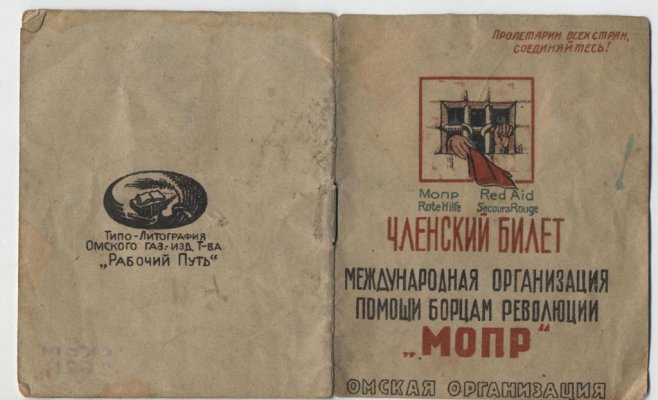 Типо-Литография
Омского газ.-изд. Т-ва
„Рабочий Путь“
Пролетарии всех стран,
соединяйтесь!
Мопр Red Aid
Rote Hilfe Secours Rouge
ЧЛЕНСКИЙ БИЛЕТ
МЕЖДУНАРОДНАЯ ОРГАНИЗАЦИЯ
ПОМОЩИ БОРЦАМ РЕВОЛЮЦИИ
„МОПР“
ОМСКАЯ ОРГАНИЗАЦИЯ